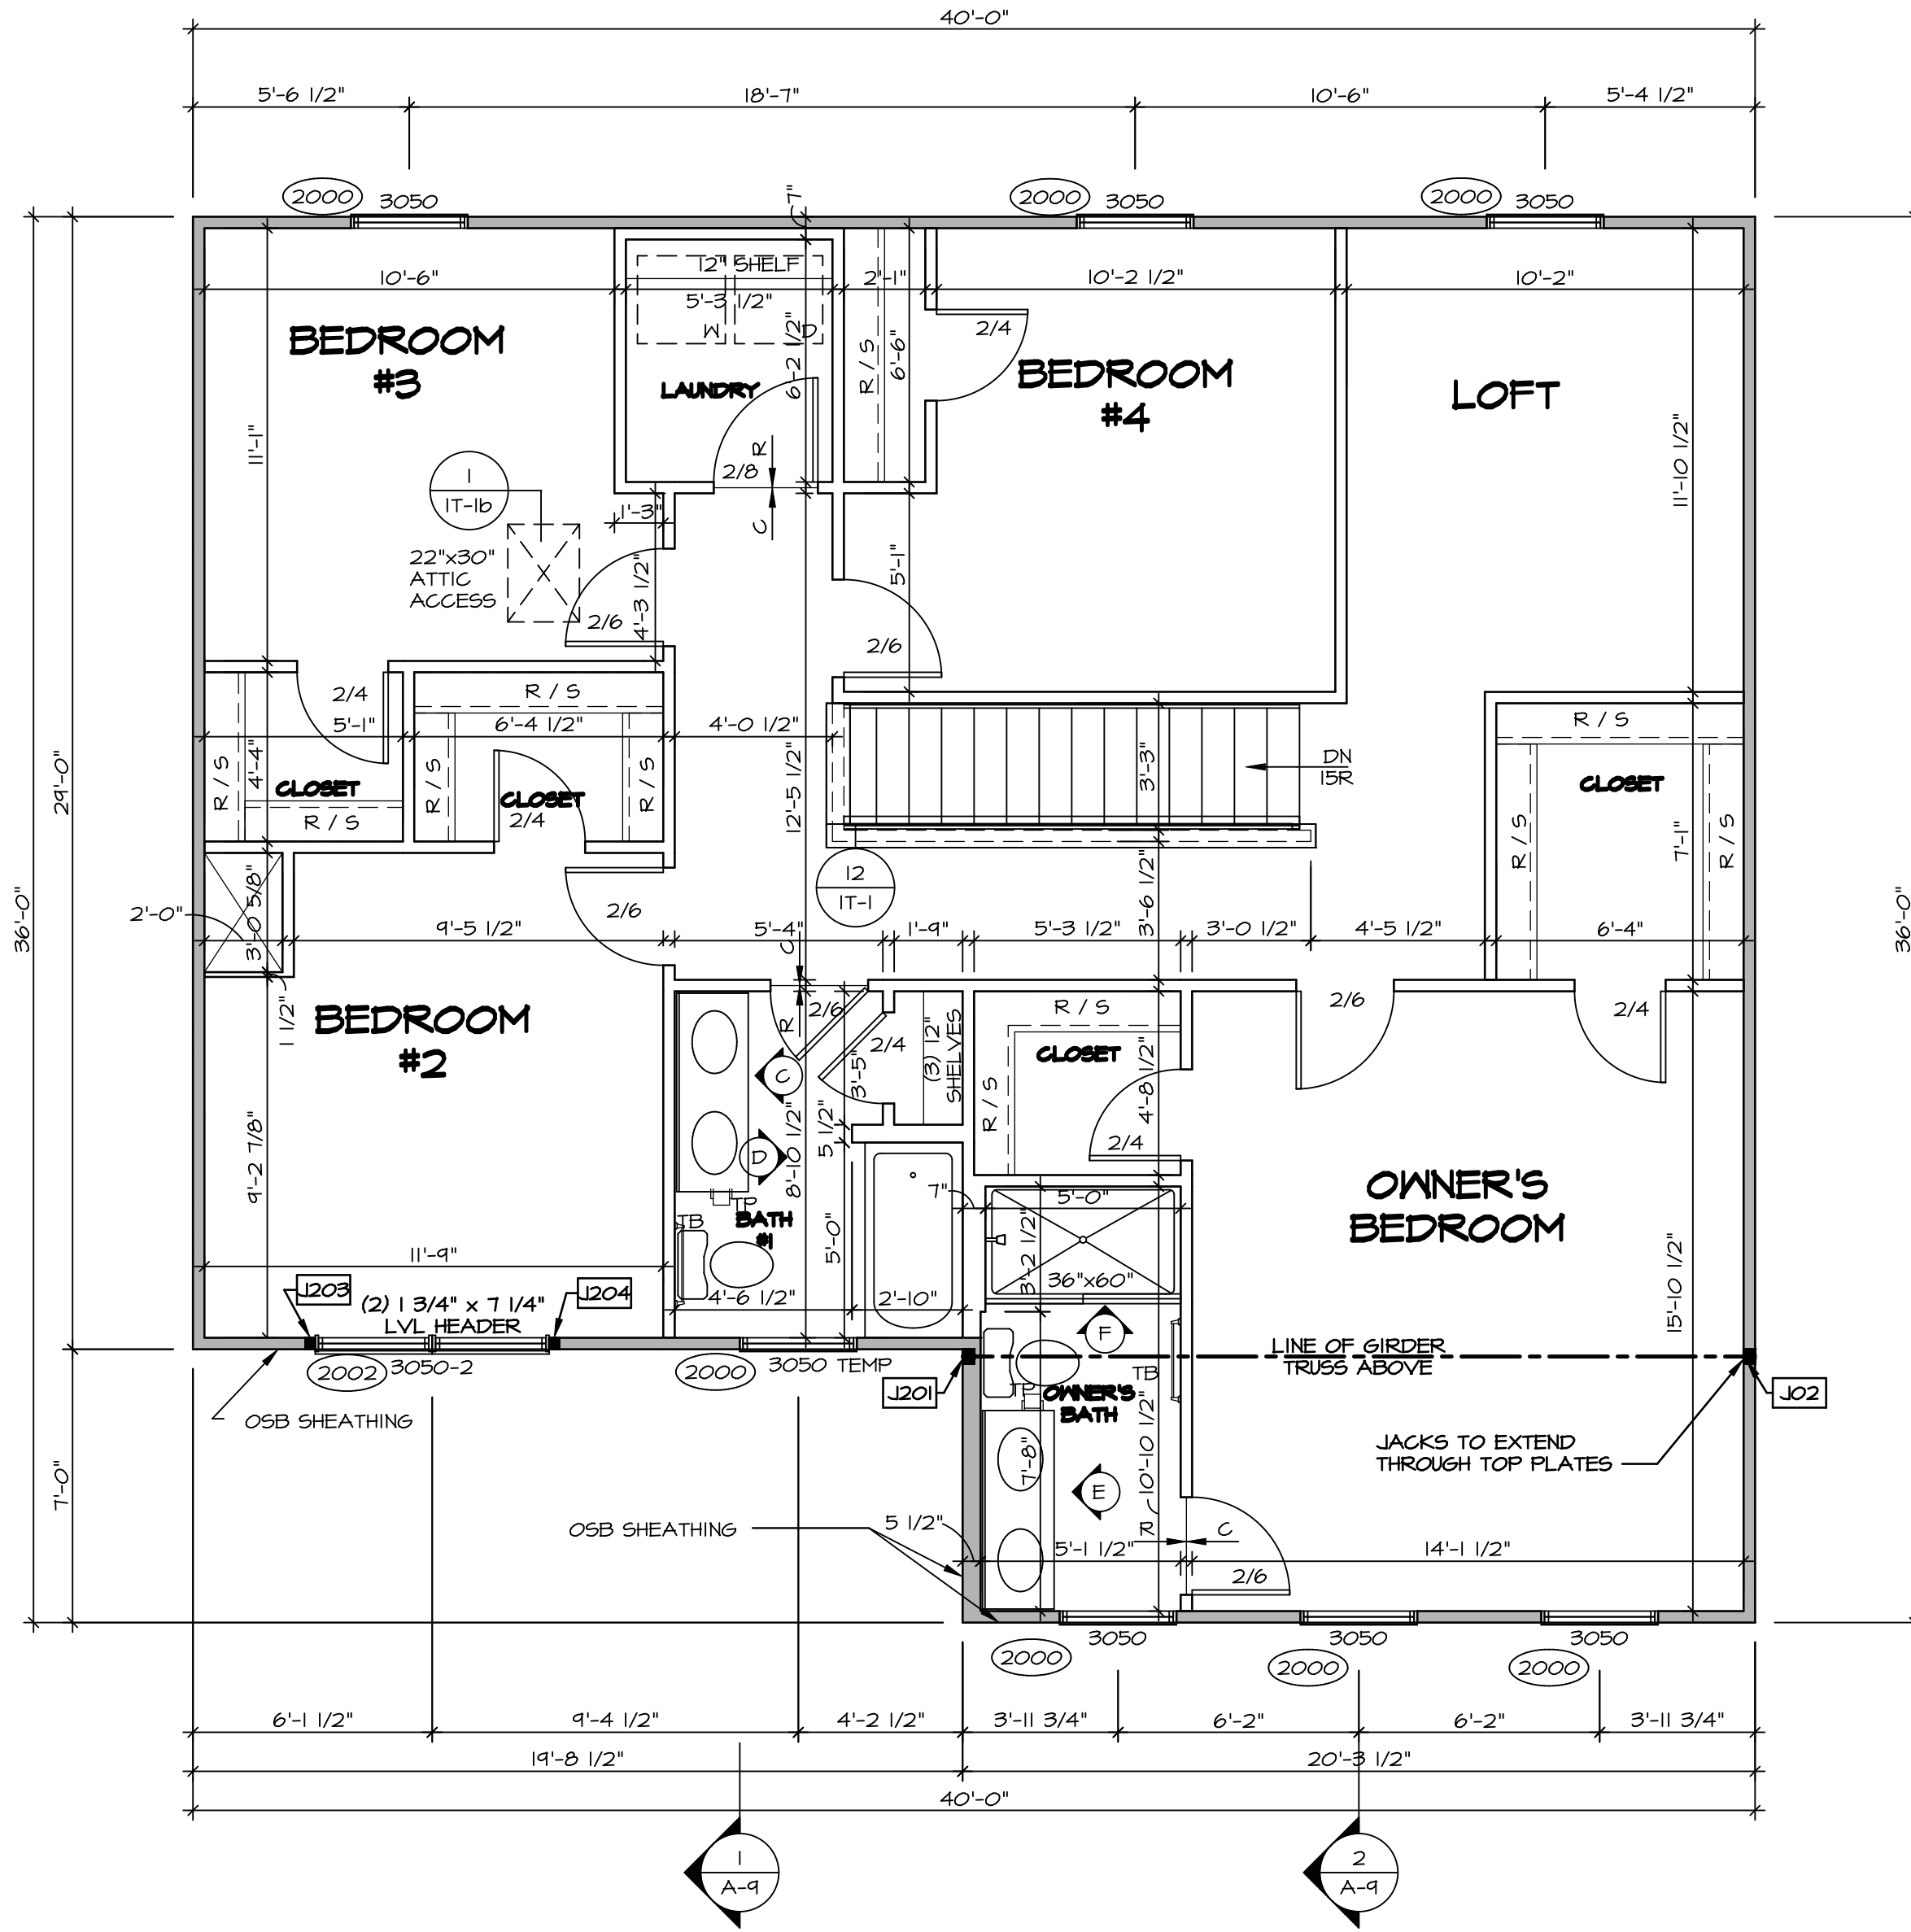 40'-0"
5'-6 1/2"
18'-7"
10'-6"
5'-4 1/2"
2000
3050
7"
2000
3050
2000
3050
10'-6"
12" SHELF
5'-3 1/2"
2'-1"
10'-2 1/2"
10'-2"
W
D
6'-2 1/2"
R / S
6'-6"
2/4
BEDROOM
#3
LAUNDRY
BEDROOM
#4
LOFT
11'-1"
11'-10 1/2"
2/8
R
C
1
1T-1b
1'-3"
22"x30"
ATTIC
ACCESS
X
4'-3 1/2"
2/6
5'-1"
2/6
2/4
5'-1"
R / S
6'-4 1/2"
4'-0 1/2"
R / S
4'-4"
CLOSET
R / S
R / S
CLOSET
2/4
R / S
12'-5 1/2"
3'-3"
DN
15R
R / S
CLOSET
R / S
7'-1"
R / S
29'-0"
36'-0"
36'-0"
12
1T-1
2'-0"
3'-0 5/8"
9'-5 1/2"
2/6
5'-4"
C
1'-9"
5'-3 1/2"
3'-6 1/2"
3'-0 1/2"
4'-5 1/2"
6'-4"
1 1/2"
BEDROOM
#2
2/6
R
2/4
3'-5"
(3) 12"
SHELVES
R / S
CLOSET
R / S
4'-8 1/2"
2/4
2/6
2/4
C
D
8'-10 1/2"
5 1/2"
9'-2 7/8"
TP
TB
BATH
#1
5'-0"
7"
5'-0"
3'-2 1/2"
36"x60"
OWNER'S
BEDROOM
15'-10 1/2"
11'-9"
J203
(2) 1 3/4" x 7 1/4"
LVL HEADER
J204
4'-6 1/2"
2'-10"
F
LINE OF GIRDER
TRUSS ABOVE
2002
3050-2
2000
3050 TEMP
J201
TP
TB
OWNER'S
BATH
J02
OSB SHEATHING
7'-8"
10'-10 1/2"
E
JACKS TO EXTEND
THROUGH TOP PLATES
7'-0"
OSB SHEATHING
5 1/2"
R
C
5'-1 1/2"
14'-1 1/2"
2/6
3050
3050
3050
2000
2000
2000
6'-1 1/2"
9'-4 1/2"
4'-2 1/2"
3'-11 3/4"
6'-2"
6'-2"
3'-11 3/4"
19'-8 1/2"
20'-3 1/2"
40'-0"
1
A-9
2
A-9